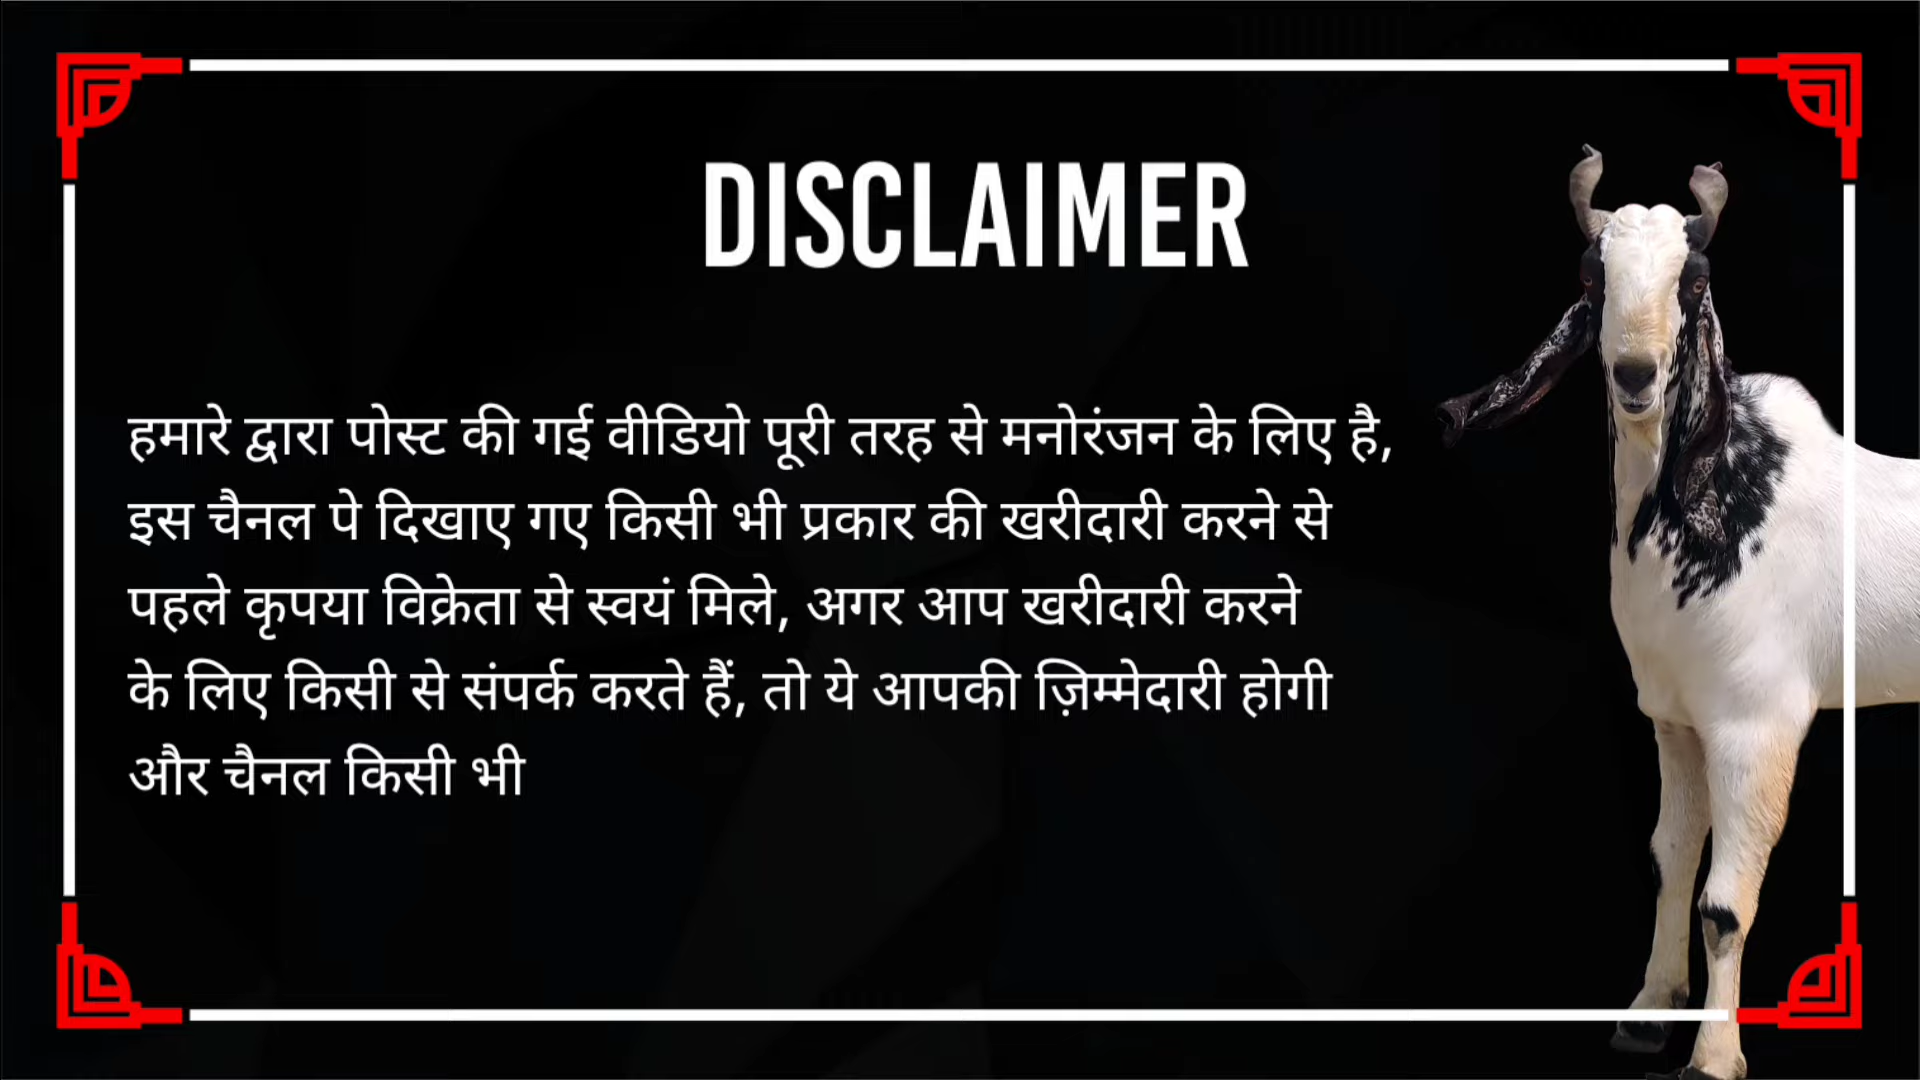 DISCLAIMER
हमारे द्वारा पोस्ट की गई वीडियो पूरी तरह से मनोरंजन के लिए है,
इस चैनल पे दिखाए गए किसी भी प्रकार की खरीदारी करने से
पहले कृपया विक्रेता से स्वयं मिले, अगर आप खरीदारी करने
के लिए किसी से संपर्क करते हैं, तो ये आपकी ज़िम्मेदारी होगी
और चैनल किसी भी